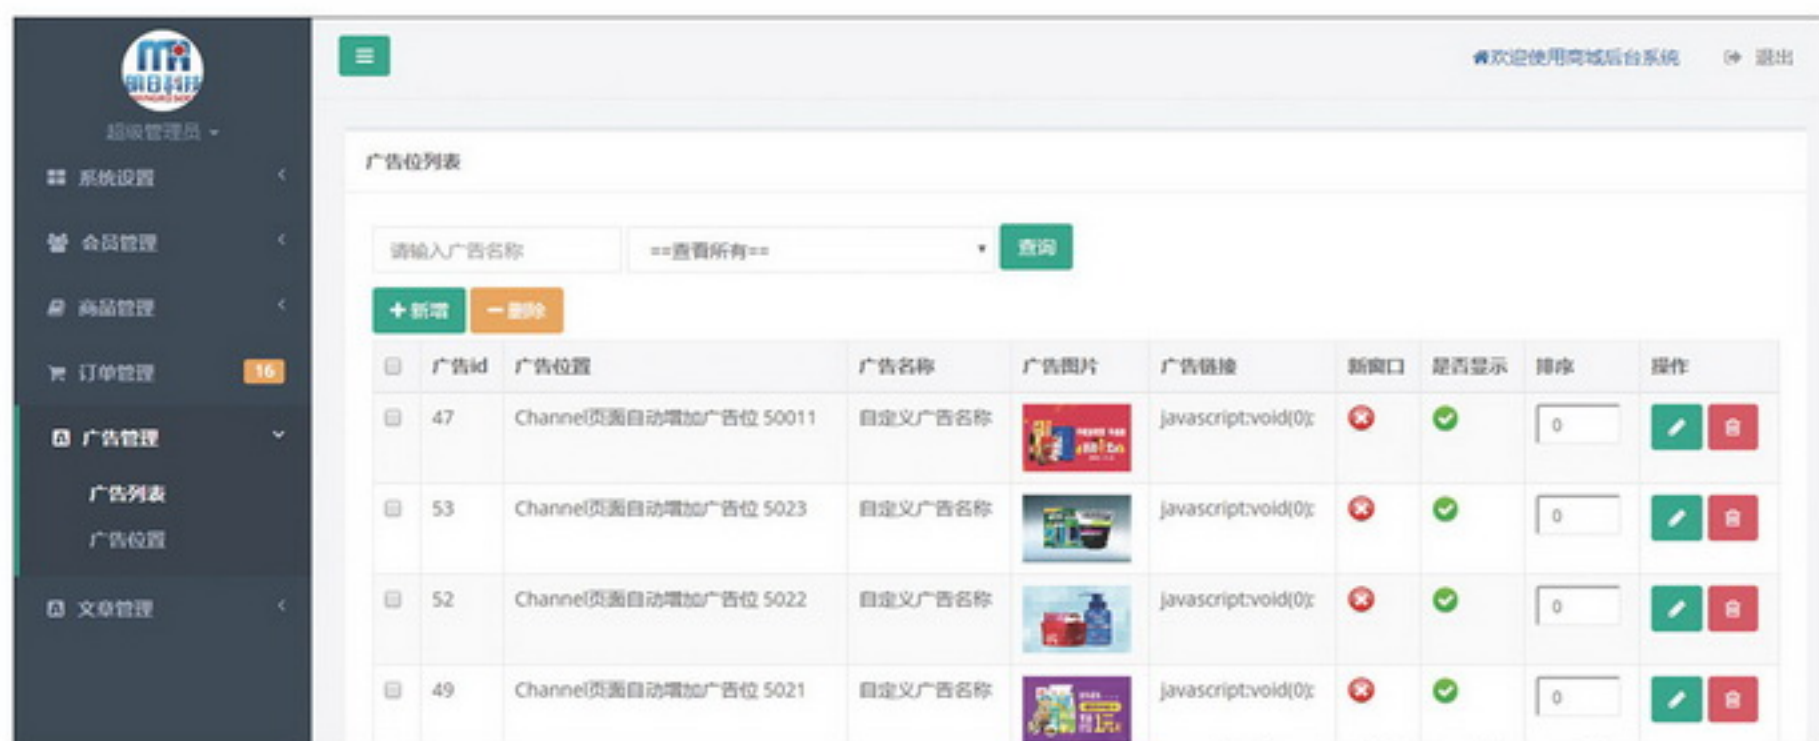 明日科技
超级管理员
系统设置
会员管理
商品管理
订单管理 16
广告管理
广告列表
广告位置
文章管理
欢迎使用商城后台系统 退出
广告位列表
请输入广告名称 ==查看所有== 查询
新增 删除
广告id 广告位置 广告名称 广告图片 广告链接 新窗口 是否显示 排序 操作
47 Channel页面自动增加广告位 50011 自定义广告名称 javascript:void(0); 0
53 Channel页面自动增加广告位 5023 自定义广告名称 javascript:void(0); 0
52 Channel页面自动增加广告位 5022 自定义广告名称 javascript:void(0); 0
49 Channel页面自动增加广告位 5021 自定义广告名称 javascript:void(0); 0
1元